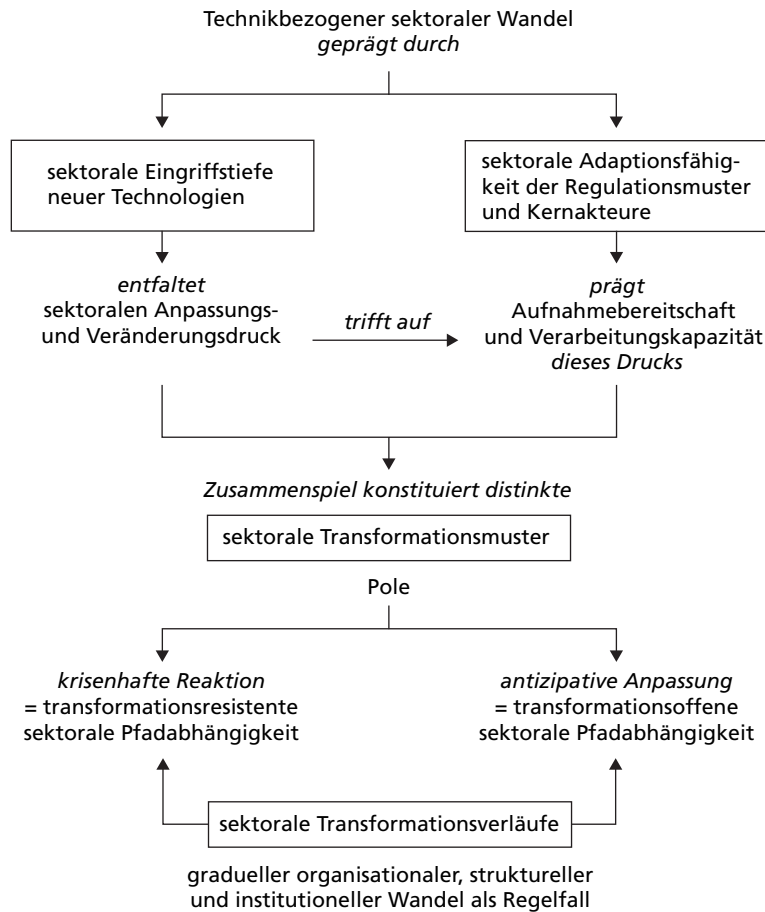 Technikbezogener sektoraler Wandel
geprägt durch
sektorale Eingriffstiefe
neuer Technologien
sektorale Adaptionsfähig-
keit der Regulationsmuster
und Kernakteure
entfaltet
sektoralen Anpassungs-
und Veränderungsdruck
trifft auf
prägt
Aufnahmebereitschaft
und Verarbeitungskapazität
dieses Drucks
Zusammenspiel konstituiert distinkte
sektorale Transformationsmuster
Pole
krisenhafte Reaktion
= transformationsresistente
sektorale Pfadabhängigkeit
antizipative Anpassung
= transformationsoffene
sektorale Pfadabhängigkeit
sektorale Transformationsverläufe
gradueller organisationaler, struktureller
und institutioneller Wandel als Regelfall